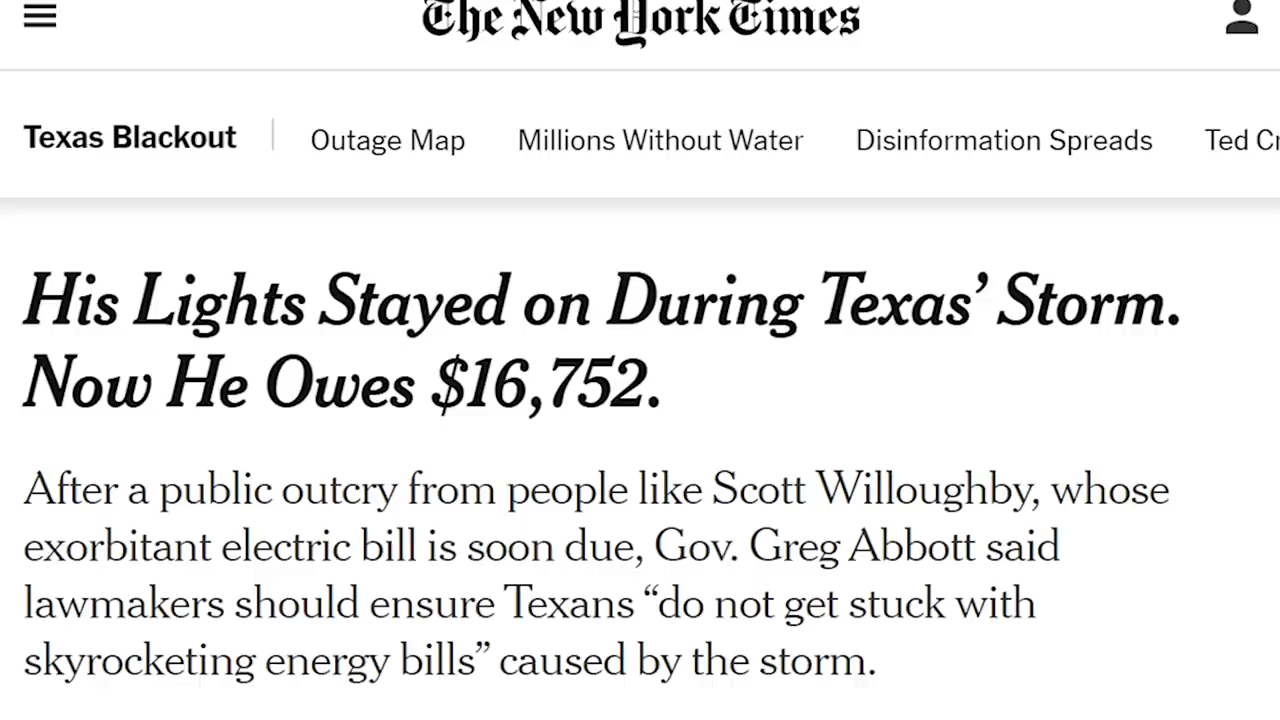 The New York Times
Texas Blackout Outage Map Millions Without Water Disinformation Spreads Ted
His Lights Stayed on During Texas’ Storm.
Now He Owes $16,752.
After a public outcry from people like Scott Willoughby, whose
exorbitant electric bill is soon due, Gov. Greg Abbott said
lawmakers should ensure Texans “do not get stuck with
skyrocketing energy bills” caused by the storm.